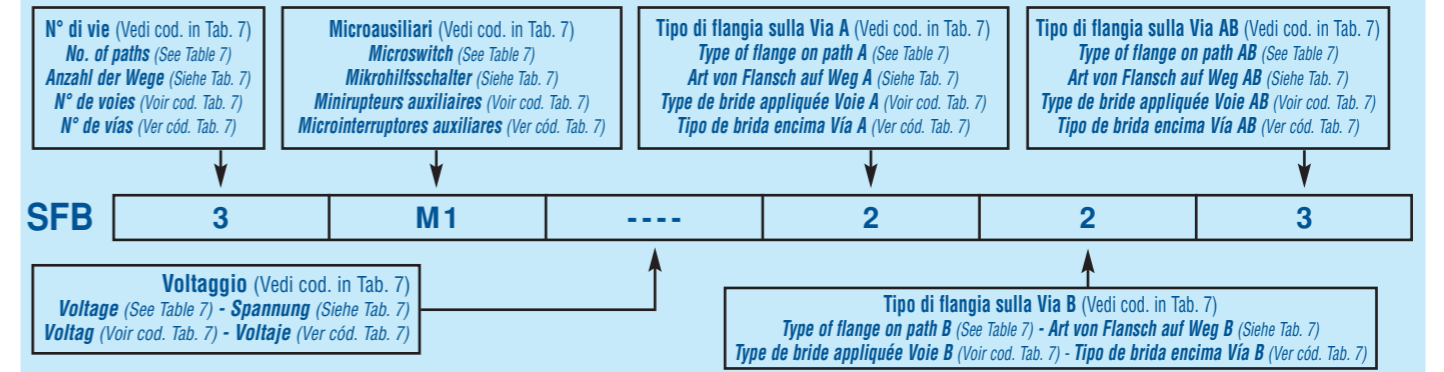 N° di vie (Vedi cod. in Tab. 7)
No. of paths (See Table 7)
Anzahl der Wege (Siehe Tab. 7)
N° de voies (Voir cod. Tab. 7)
N° de vías (Ver cód. Tab. 7)
Microausiliari (Vedi cod. in Tab. 7)
Microswitch (See Table 7)
Mikrohilfsschalter (Siehe Tab. 7)
Minirupteurs auxiliaires (Voir cod. Tab. 7)
Microinterruptores auxiliares (Ver cód. Tab. 7)
Tipo di flangia sulla Via A (Vedi cod. in Tab. 7)
Type of flange on path A (See Table 7)
Art von Flansch auf Weg A (Siehe Tab. 7)
Type de bride appliquée Voie A (Voir cod. Tab. 7)
Tipo de brida encima Vía A (Ver cód. Tab. 7)
Tipo di flangia sulla Via AB (Vedi cod. in Tab. 7)
Type of flange on path AB (See Table 7)
Art von Flansch auf Weg AB (Siehe Tab. 7)
Type de bride appliquée Voie AB (Voir cod. Tab. 7)
Tipo de brida encima Vía AB (Ver cód. Tab. 7)
SFB 3 M1 ---- 2 2 3
Voltaggio (Vedi cod. in Tab. 7)
Voltage (See Table 7) - Spannung (Siehe Tab. 7)
Voltag (Voir cod. Tab. 7) - Voltaje (Ver cód. Tab. 7)
Tipo di flangia sulla Via B (Vedi cod. in Tab. 7)
Type of flange on path B (See Table 7) - Art von Flansch auf Weg B (Siehe Tab. 7)
Type de bride appliquée Voie B (Voir cod. Tab. 7) - Tipo de brida encima Vía B (Ver cód. Tab. 7)